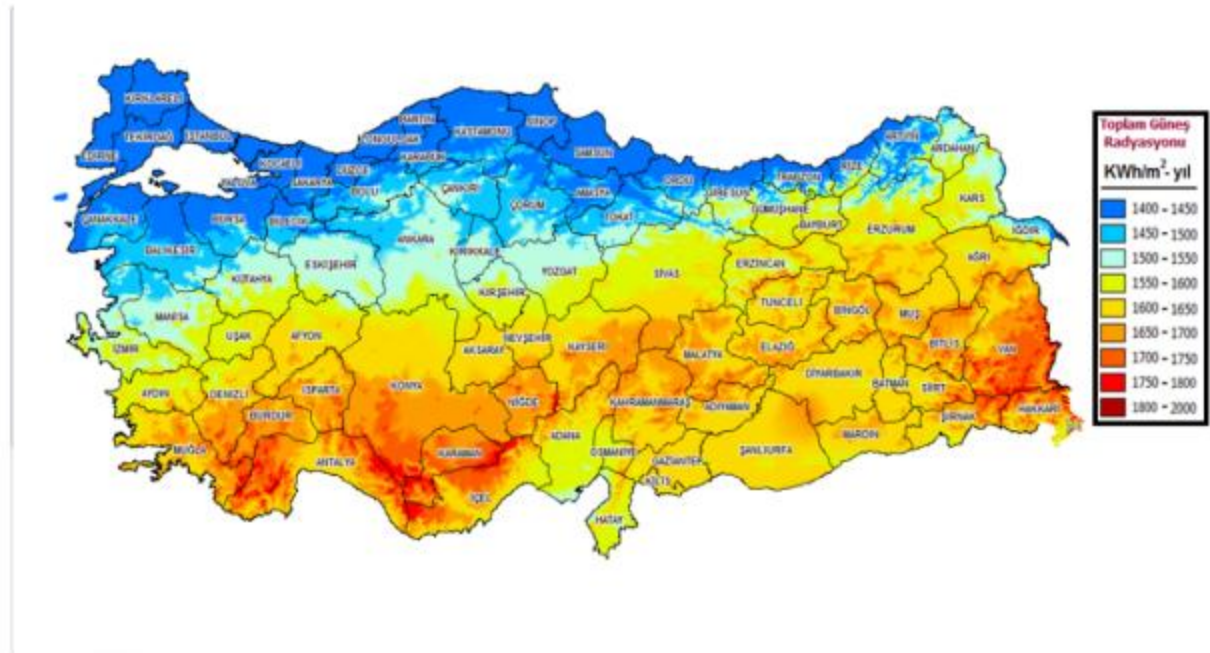 KIRKLARELİ
TEKİRDAĞ
İSTANBUL
EDİRNE
KOCAELİ
YALOVA
SAKARYA
DÜZCE
BOLU
ZONGULDAK
BARTIN
KARABÜK
KASTAMONU
SİNOP
ÇANKIRI
ÇORUM
SAMSUN
AMASYA
TOKAT
ORDU
GİRESUN
TRABZON
RİZE
ARTVİN
ARDAHAN
GÜMÜŞHANE
BAYBURT
KARS
IĞDIR
ERZURUM
AĞRI
ERZİNCAN
ÇANAKKALE
BALIKESİR
BURSA
BİLECİK
KÜTAHYA
ESKİŞEHİR
ANKARA
KIRIKKALE
YOZGAT
KIRŞEHİR
SİVAS
TUNCELİ
BİNGÖL
MUŞ
BİTLİS
VAN
MANİSA
İZMİR
UŞAK
AFYON
AKSARAY
NEVŞEHİR
KAYSERİ
MALATYA
ELAZIĞ
DİYARBAKIR
BATMAN
SİİRT
ŞIRNAK
HAKKARİ
AYDIN
DENİZLİ
ISPARTA
BURDUR
KONYA
NİĞDE
KAHRAMANMARAŞ
ADIYAMAN
MARDİN
ŞANLIURFA
MUĞLA
ANTALYA
KARAMAN
İÇEL
ADANA
OSMANİYE
GAZİANTEP
KİLİS
HATAY
Toplam Güneş
Radyasyonu
KWh/m²- yıl
1400 - 1450
1450 - 1500
1500 - 1550
1550 - 1600
1600 - 1650
1650 - 1700
1700 - 1750
1750 - 1800
1800 - 2000